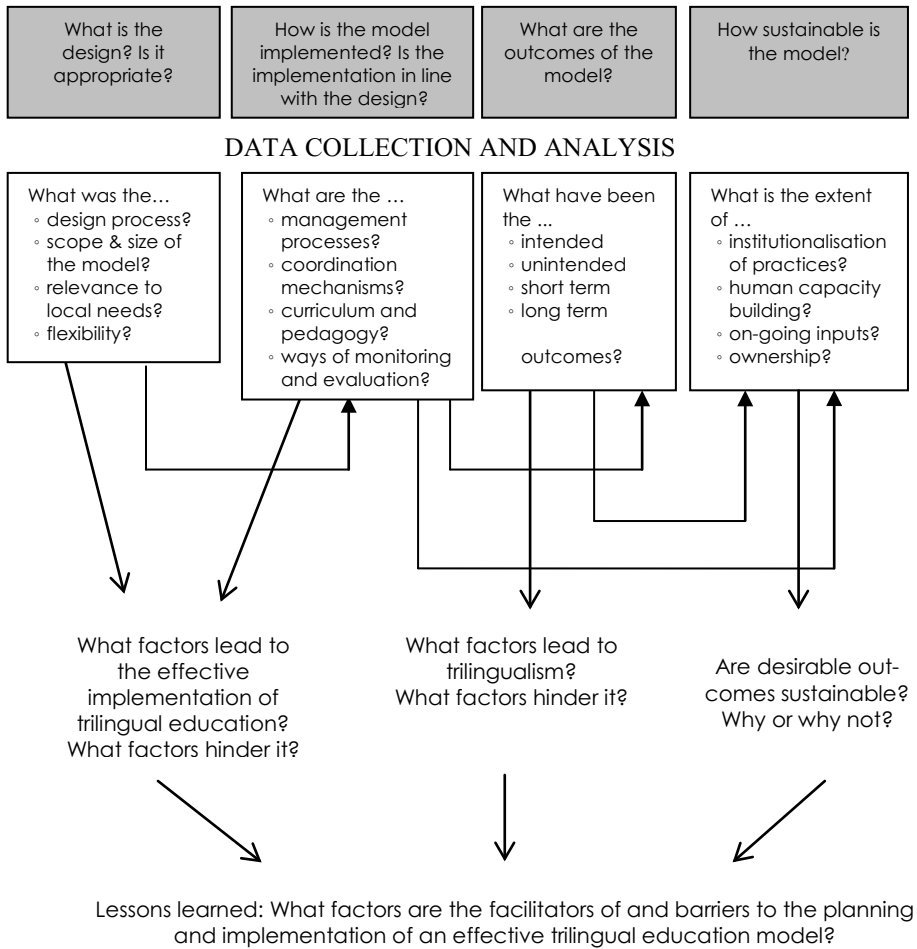 What is the
design? Is it
appropriate?
How is the model
implemented? Is the
implementation in line
with the design?
What are the
outcomes of the
model?
How sustainable is
the model?
DATA COLLECTION AND ANALYSIS
What was the…
◦ design process?
◦ scope & size of
the model?
◦ relevance to
local needs?
◦ flexibility?
What are the …
◦ management
processes?
◦ coordination
mechanisms?
◦ curriculum and
pedagogy?
◦ ways of monitoring
and evaluation?
What have been
the ...
◦ intended
◦ unintended
◦ short term
◦ long term
outcomes?
What is the extent
of …
◦ institutionalisation
of practices?
◦ human capacity
building?
◦ on-going inputs?
◦ ownership?
What factors lead to
the effective
implementation of
trilingual education?
What factors hinder it?
What factors lead to
trilingualism?
What factors hinder it?
Are desirable out-
comes sustainable?
Why or why not?
Lessons learned: What factors are the facilitators of and barriers to the planning
and implementation of an effective trilingual education model?